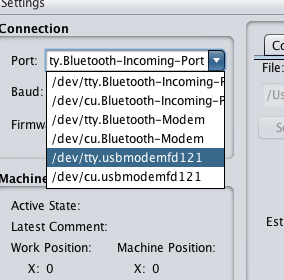 Settings
Connection
Port: ty.Bluetooth-Incoming-Port
/dev/tty.Bluetooth-Incoming-P
/dev/cu.Bluetooth-Incoming-P
/dev/tty.Bluetooth-Modem
/dev/cu.Bluetooth-Modem
/dev/tty.usbmodemfd121
/dev/cu.usbmodemfd121
Baud:
Firmw
Machine
Active State:
Latest Comment:
Work Position: Machine Position:
X: 0 X: 0
Co
File:
/Us
Se
Est